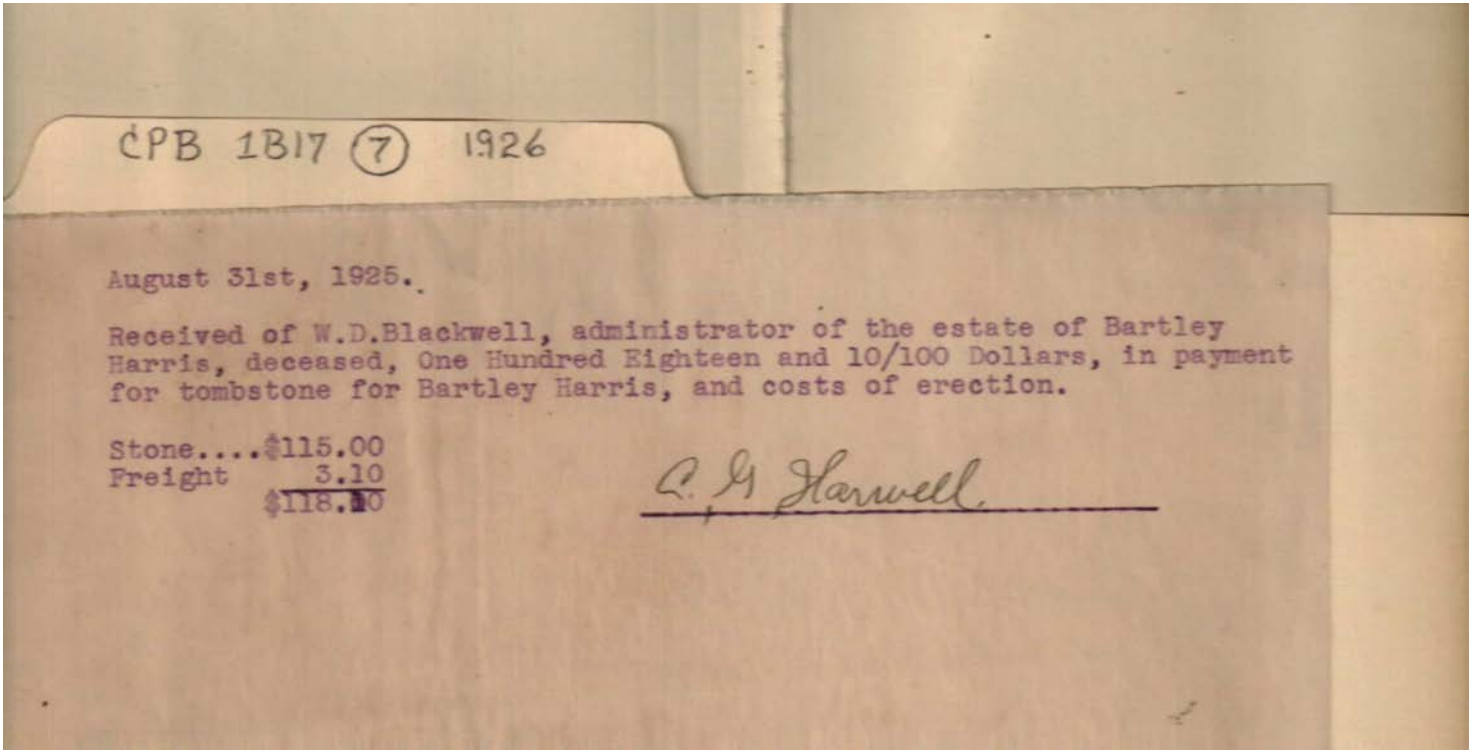 CPB 1B17 7 1926
August 31st, 1925.
Received of W.D.Blackwell, administrator of the estate of Bartley
Harris, deceased, One Hundred Eighteen and 10/100 Dollars, in payment
for tombstone for Bartley Harris, and costs of erection.
Stone....$115.00
Freight 3.10
$118.10
C. G Harwell.